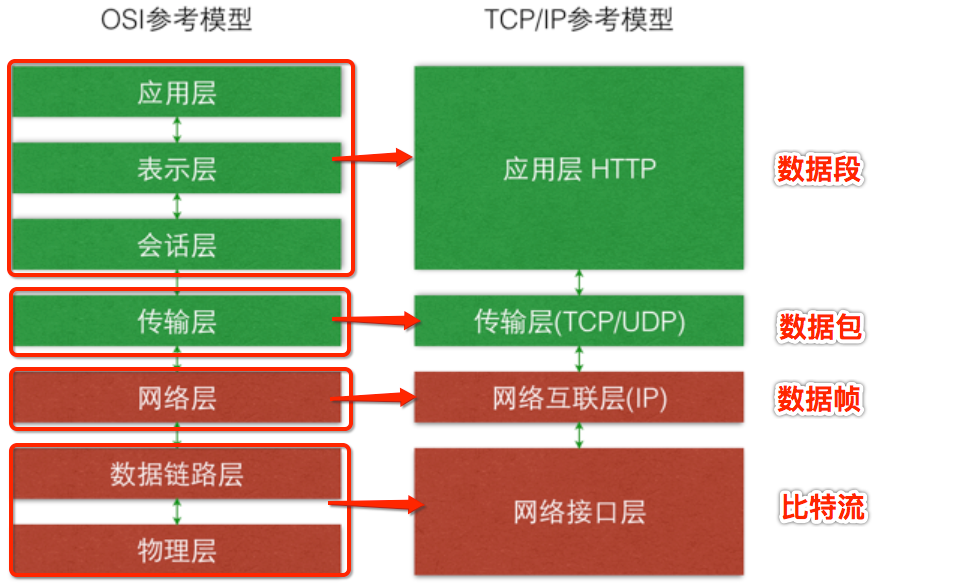 OSI参考模型
TCP/IP参考模型
应用层
表示层
会话层
应用层 HTTP
数据段
传输层
传输层(TCP/UDP)
数据包
网络层
网络互联层(IP)
数据帧
数据链路层
物理层
网络接口层
比特流